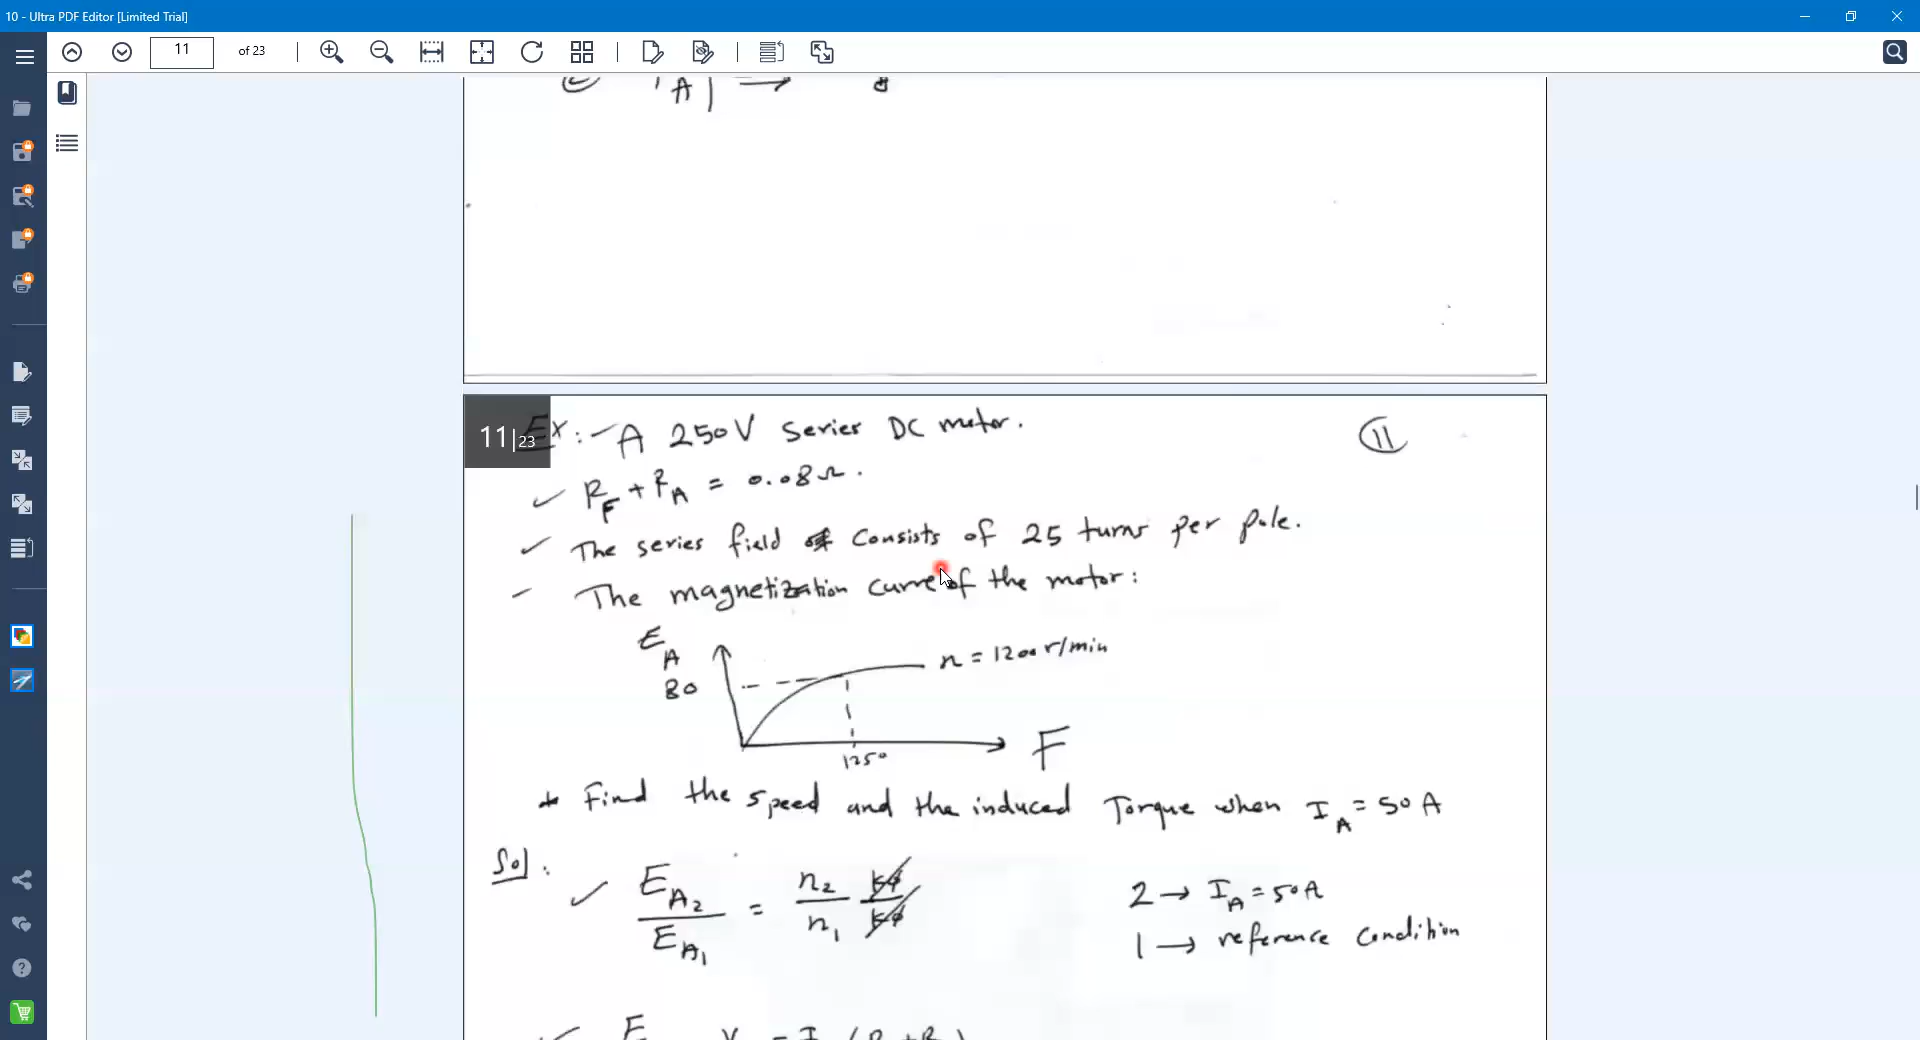 10 - Ultra PDF Editor [Limited Trial]
11 of 23
I A
11|23
Ex: A 250V Series DC motor.
11
RF + RA = 0.08Ω.
The series field Consists of 25 turns per pole.
The magnetization curve of the motor:
EA
n = 1200 r/min
80
1250
F
* Find the speed and the induced Torque when IA = 50 A
Sol:
EA2 / EA1 = n2 / n1 kφ / kφ
2 → IA = 50A
1 → reference condition